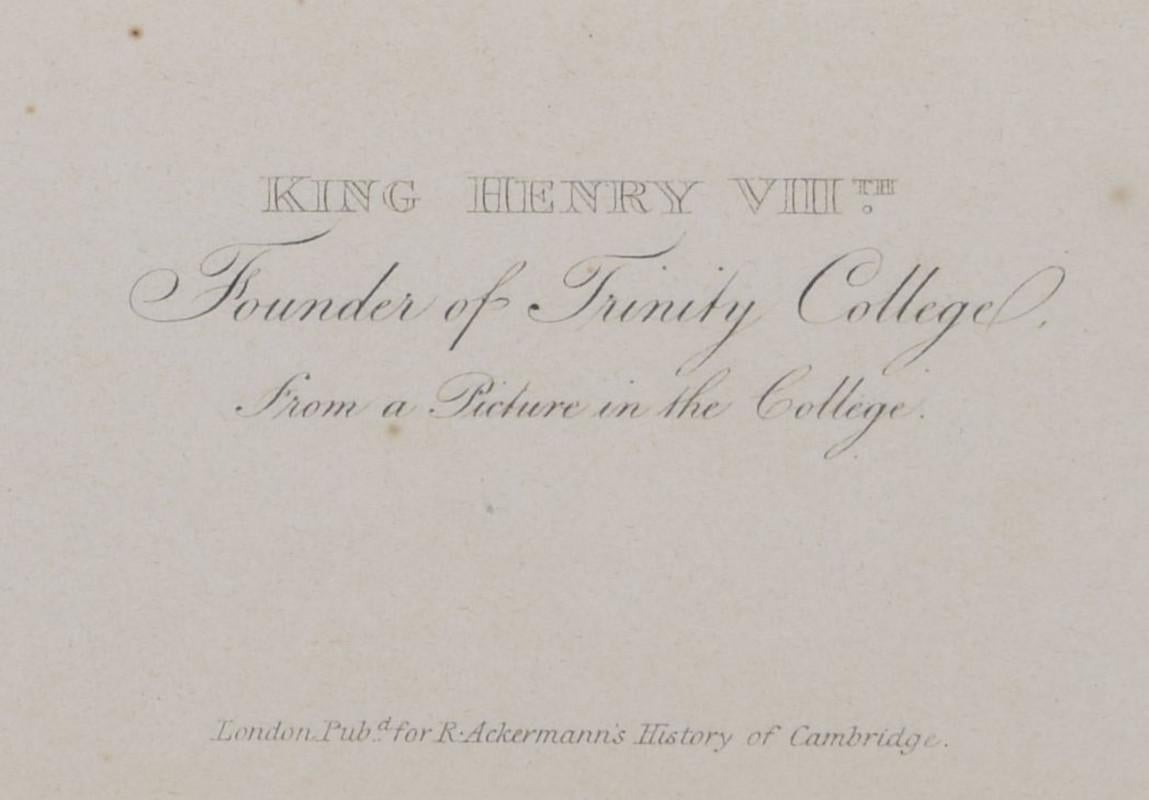 KING HENRY VIII.TH
Founder of Trinity College.
From a Picture in the College.
London. Pub.d for R. Ackermann's History of Cambridge.